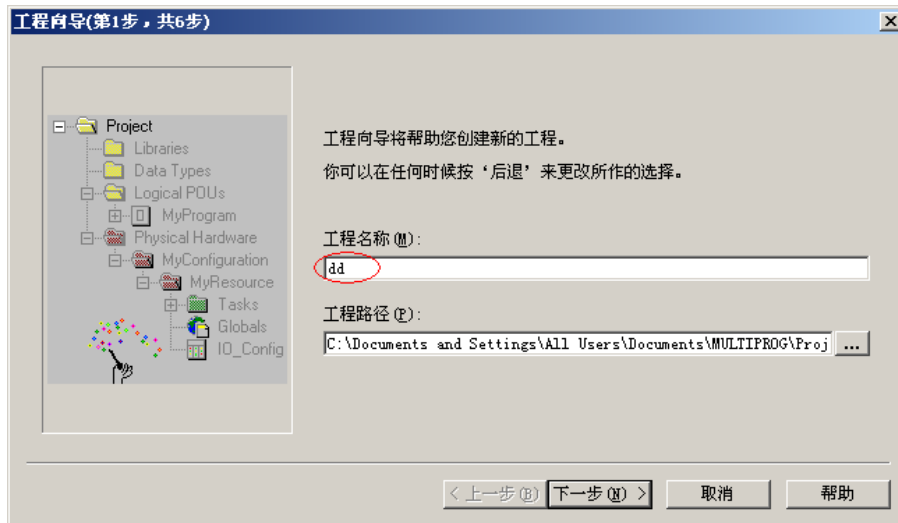 工程向导(第1步，共6步)
Project
Libraries
Data Types
Logical POUs
MyProgram
Physical Hardware
MyConfiguration
MyResource
Tasks
Globals
IO_Config
工程向导将帮助您创建新的工程。
你可以在任何时候按‘后退’来更改所作的选择。
工程名称(M):
dd
工程路径(P):
C:\Documents and Settings\All Users\Documents\MULTIPROG\Proj ...
< 上一步(B) 下一步(N) > 取消 帮助